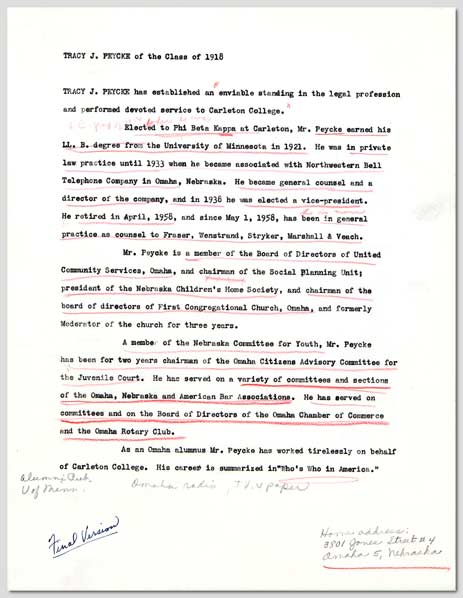 TRACY J. PEYCKE of the Class of 1918
TRACY J. PEYCKE has established an enviable standing in the legal profession
and performed devoted service to Carleton College.
Elected to Phi Beta Kappa at Carleton, Mr. Peycke earned his
LL. B. degree from the University of Minnesota in 1921. He was in private
law practice until 1933 when he became associated with Northwestern Bell
Telephone Company in Omaha, Nebraska. He became general counsel and a
director of the company, and in 1936 he was elected a vice-president.
He retired in April, 1958, and since May 1, 1958, has been in general
practice as counsel to Fraser, Wenstrand, Stryker, Marshall & Veach.
Mr. Peycke is a member of the Board of Directors of United
Community Services, Omaha, and chairman of the Social Planning Unit;
president of the Nebraska Children's Home Society, and chairman of the
board of directors of First Congregational Church, Omaha, and formerly
Moderator of the church for three years.
A member of the Nebraska Committee for Youth, Mr. Peycke
has been for two years chairman of the Omaha Citizens Advisory Committee for
the Juvenile Court. He has served on a variety of committees and sections
of the Omaha, Nebraska and American Bar Associations. He has served on
committees and on the Board of Directors of the Omaha Chamber of Commerce
and the Omaha Rotary Club.
As an Omaha alumnus Mr. Peycke has worked tirelessly on behalf
of Carleton College. His career is summarized in"Who's Who in America."
Alumni Pub.
U of Minn.
Omaha radio, T.V, paper
Final Version
Home address:
3801 Jones Street #4
Omaha 5, Nebraska